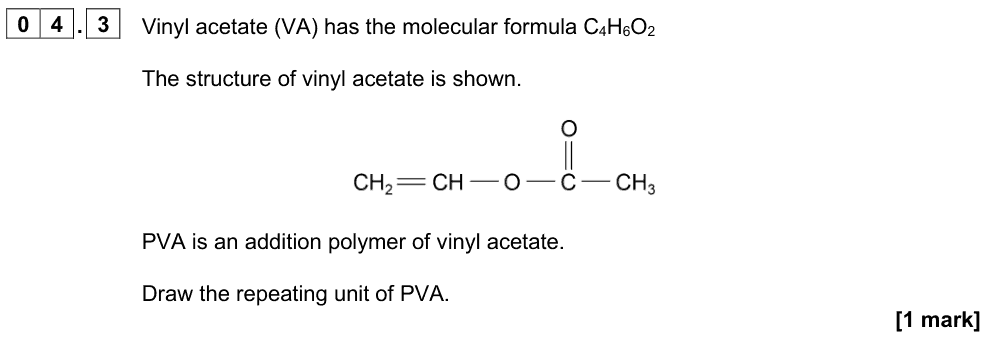 0 4 . 3 Vinyl acetate (VA) has the molecular formula C₄H₆O₂
The structure of vinyl acetate is shown.
O
CH₂ CH O C CH₃
PVA is an addition polymer of vinyl acetate.
Draw the repeating unit of PVA.
[1 mark]